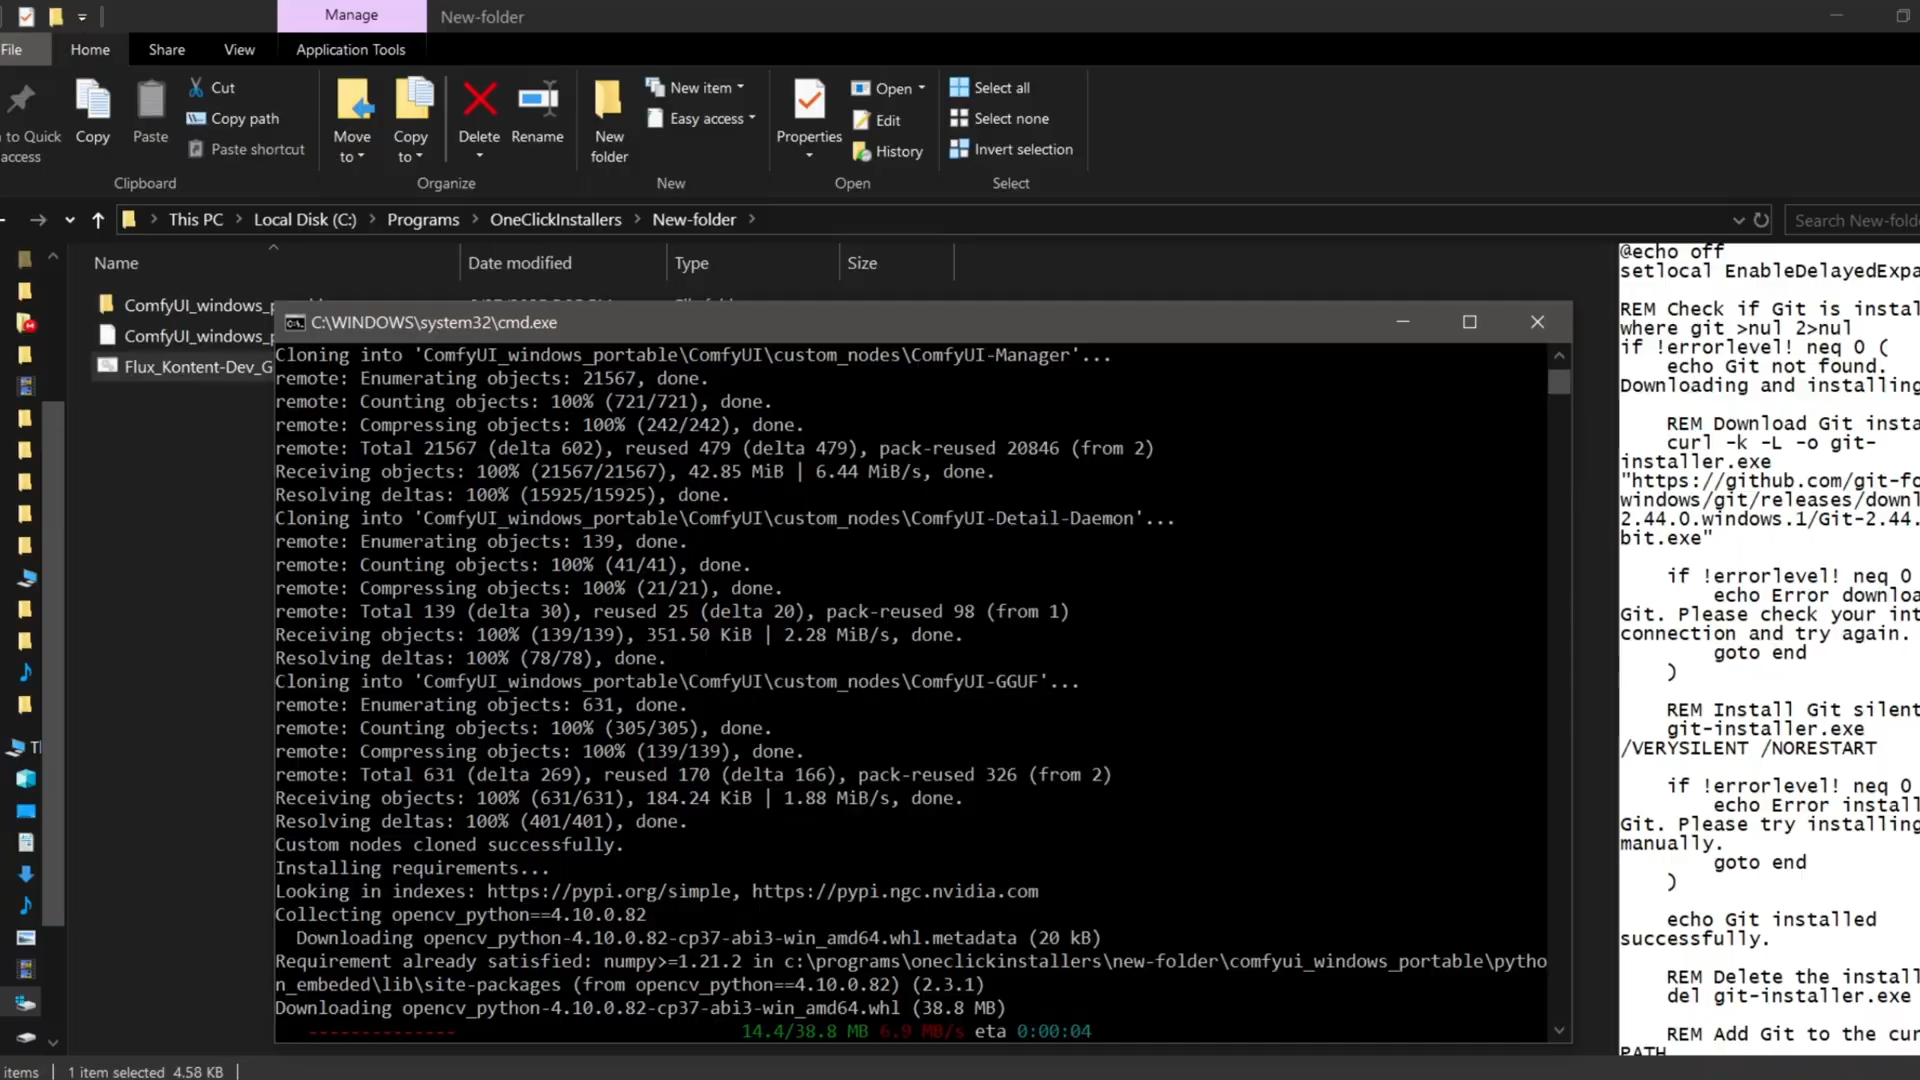 Manage
New-folder
File
Home
Share
View
Application Tools
to Quick
access
Copy
Paste
Cut
Copy path
Paste shortcut
Move
to
Copy
to
Delete
Rename
New
folder
New item
Easy access
Properties
Open
Edit
History
Select all
Select none
Invert selection
Clipboard
Organize
New
Open
Select
This PC
Local Disk (C:)
Programs
OneClickInstallers
New-folder
Search New-folde
Name
Date modified
Type
Size
ComfyUI_windows_p
ComfyUI_windows_p
Flux_Kontent-Dev_G
C:\WINDOWS\system32\cmd.exe
Cloning into 'ComfyUI_windows_portable\ComfyUI\custom_nodes\ComfyUI-Manager'...
remote: Enumerating objects: 21567, done.
remote: Counting objects: 100% (721/721), done.
remote: Compressing objects: 100% (242/242), done.
remote: Total 21567 (delta 602), reused 479 (delta 479), pack-reused 20846 (from 2)
Receiving objects: 100% (21567/21567), 42.85 MiB | 6.44 MiB/s, done.
Resolving deltas: 100% (15925/15925), done.
Cloning into 'ComfyUI_windows_portable\ComfyUI\custom_nodes\ComfyUI-Detail-Daemon'...
remote: Enumerating objects: 139, done.
remote: Counting objects: 100% (41/41), done.
remote: Compressing objects: 100% (21/21), done.
remote: Total 139 (delta 30), reused 25 (delta 20), pack-reused 98 (from 1)
Receiving objects: 100% (139/139), 351.50 KiB | 2.28 MiB/s, done.
Resolving deltas: 100% (78/78), done.
Cloning into 'ComfyUI_windows_portable\ComfyUI\custom_nodes\ComfyUI-GGUF'...
remote: Enumerating objects: 631, done.
remote: Counting objects: 100% (305/305), done.
remote: Compressing objects: 100% (139/139), done.
remote: Total 631 (delta 269), reused 170 (delta 166), pack-reused 326 (from 2)
Receiving objects: 100% (631/631), 184.24 KiB | 1.88 MiB/s, done.
Resolving deltas: 100% (401/401), done.
Custom nodes cloned successfully.
Installing requirements...
Looking in indexes: https://pypi.org/simple, https://pypi.ngc.nvidia.com
Collecting opencv_python==4.10.0.82
Downloading opencv_python-4.10.0.82-cp37-abi3-win_amd64.whl.metadata (20 kB)
Requirement already satisfied: numpy>=1.21.2 in c:\programs\oneclickinstallers\new-folder\comfyui_windows_portable\pytho
n_embeded\lib\site-packages (from opencv_python==4.10.0.82) (2.3.1)
Downloading opencv_python-4.10.0.82-cp37-abi3-win_amd64.whl (38.8 MB)
-------------- 14.4/38.8 MB 6.9 MB/s eta 0:00:04
@echo off
setlocal EnableDelayedExpa
REM Check if Git is instal
where git >nul 2>nul
if !errorlevel! neq 0 (
echo Git not found.
Downloading and installing
REM Download Git insta
curl -k -L -o git-
installer.exe
"https://github.com/git-fo
windows/git/releases/downl
2.44.0.windows.1/Git-2.44.
bit.exe"
if !errorlevel! neq 0
echo Error downloa
Git. Please check your int
connection and try again.
goto end
)
REM Install Git silent
git-installer.exe
/VERYSILENT /NORESTART
if !errorlevel! neq 0
echo Error install
Git. Please try installing
manually.
goto end
)
echo Git installed
successfully.
REM Delete the install
del git-installer.exe
REM Add Git to the cur
PATH
items
1 item selected 4.58 KB